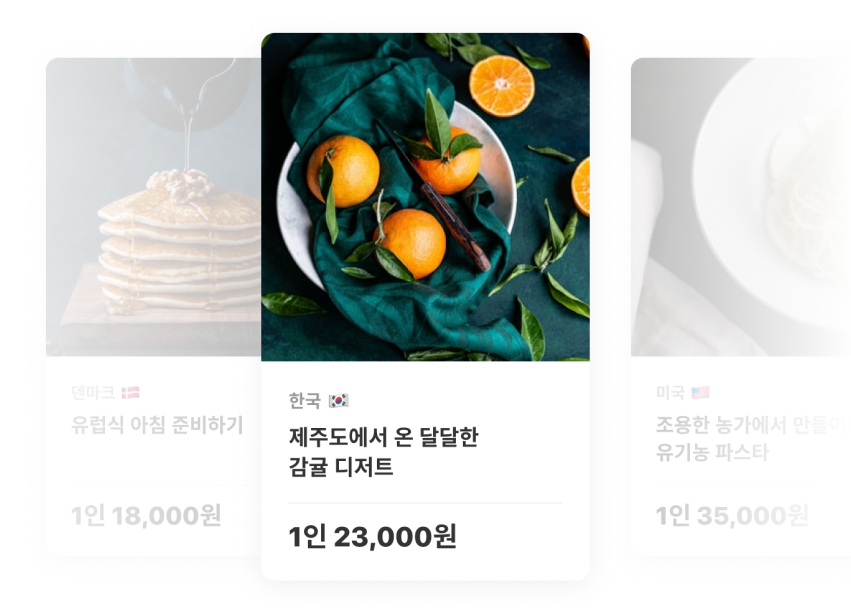 덴마크 🇩🇰
유럽식 아침 준비하기
1인 18,000원
한국 🇰🇷
제주도에서 온 달달한
감귤 디저트
1인 23,000원
미국 🇺🇸
조용한 농가에서 만들어
유기농 파스타
1인 35,000원